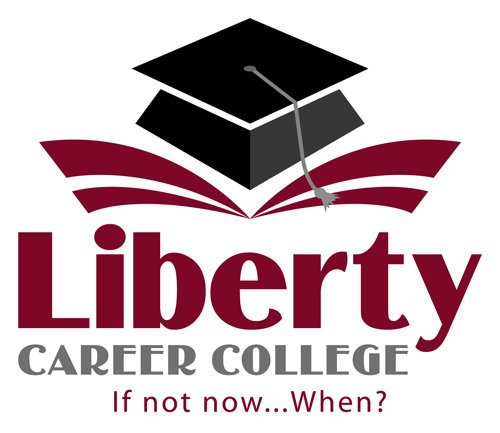 Liberty
CAREER COLLEGE
If not now...When?